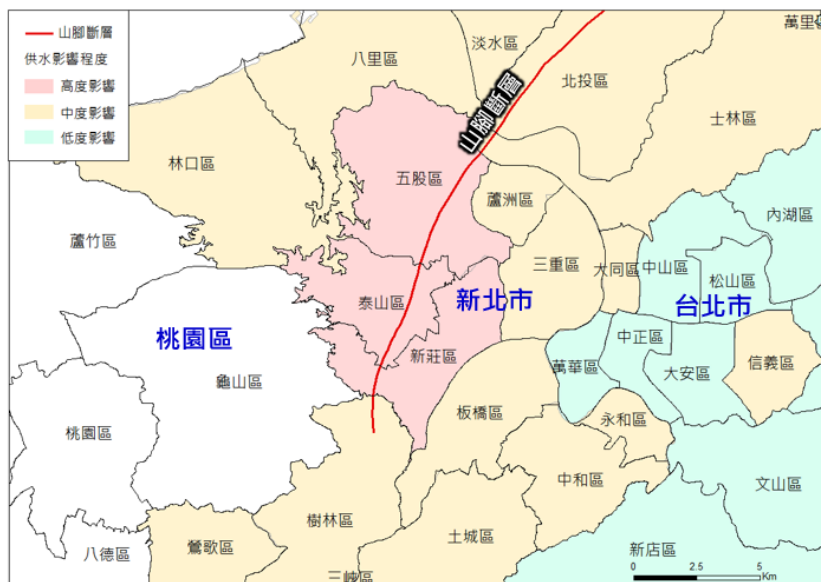 山腳斷層
供水影響程度
高度影響
中度影響
低度影響
淡水區
萬里區
八里區
北投區
山腳斷層
士林區
林口區
五股區
蘆洲區
內湖區
蘆竹區
三重區
大同區
中山區
松山區
泰山區
新北市
台北市
桃園區
中正區
新莊區
萬華區
大安區
信義區
龜山區
板橋區
永和區
桃園區
中和區
文山區
樹林區
土城區
鶯歌區
八德區
新店區
三峽區
0 2.5 5
Km